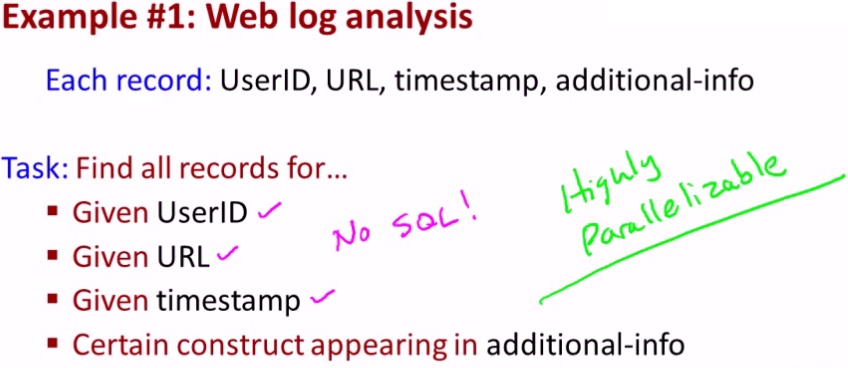 Example #1: Web log analysis
Each record: UserID, URL, timestamp, additional-info
Task: Find all records for...
▪ Given UserID ✓
▪ Given URL ✓
▪ Given timestamp ✓
▪ Certain construct appearing in additional-info
No SQL!
Highly
Parallelizable